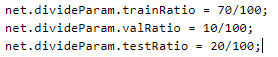 net.divideParam.trainRatio = 70/100;
net.divideParam.valRatio = 10/100;
net.divideParam.testRatio = 20/100;